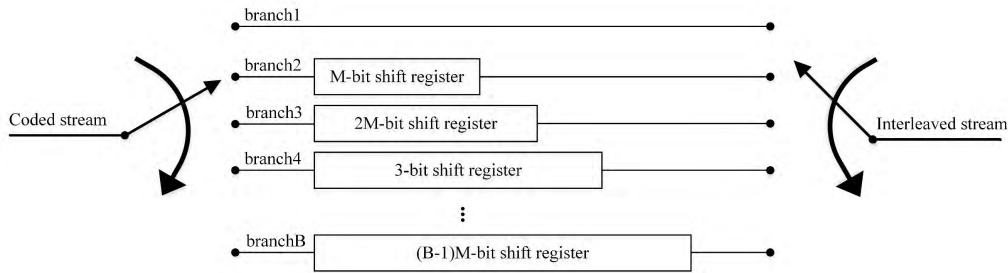 branch1
branch2
M-bit shift register
Coded stream
branch3
2M-bit shift register
Interleaved stream
branch4
3-bit shift register
branchB
(B-1)M-bit shift register